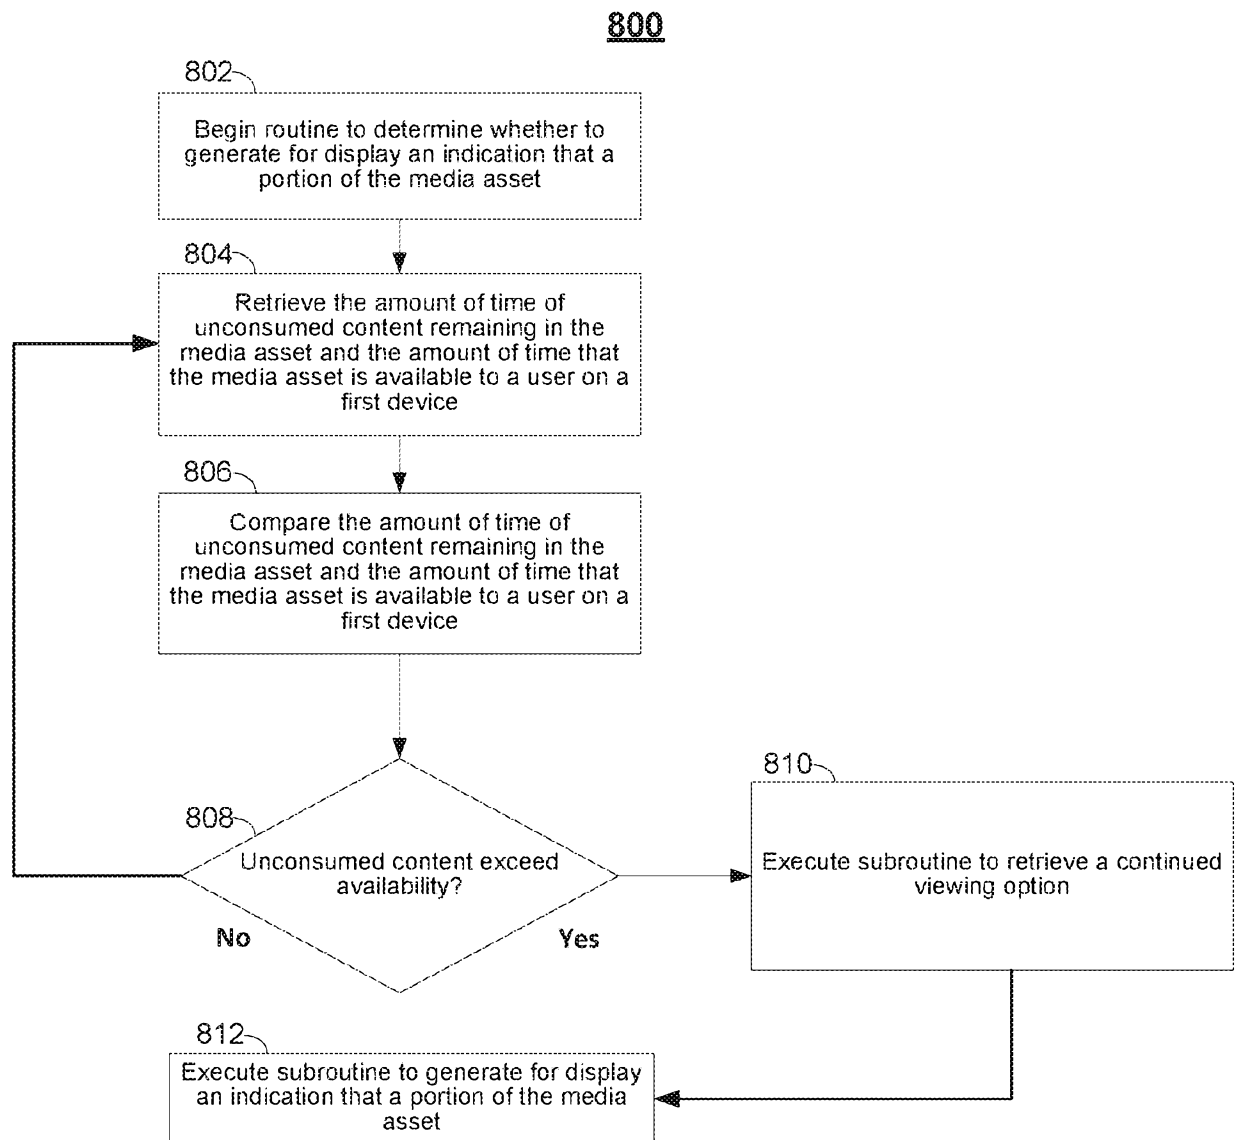 800
802
Begin routine to determine whether to
generate for display an indication that a
portion of the media asset
804
Retrieve the amount of time of
unconsumed content remaining in the
media asset and the amount of time that
the media asset is available to a user on a
first device
806
Compare the amount of time of
unconsumed content remaining in the
media asset and the amount of time that
the media asset is available to a user on a
first device
808
Unconsumed content exceed
availability?
No
Yes
810
Execute subroutine to retrieve a continued
viewing option
812
Execute subroutine to generate for display
an indication that a portion of the media
asset